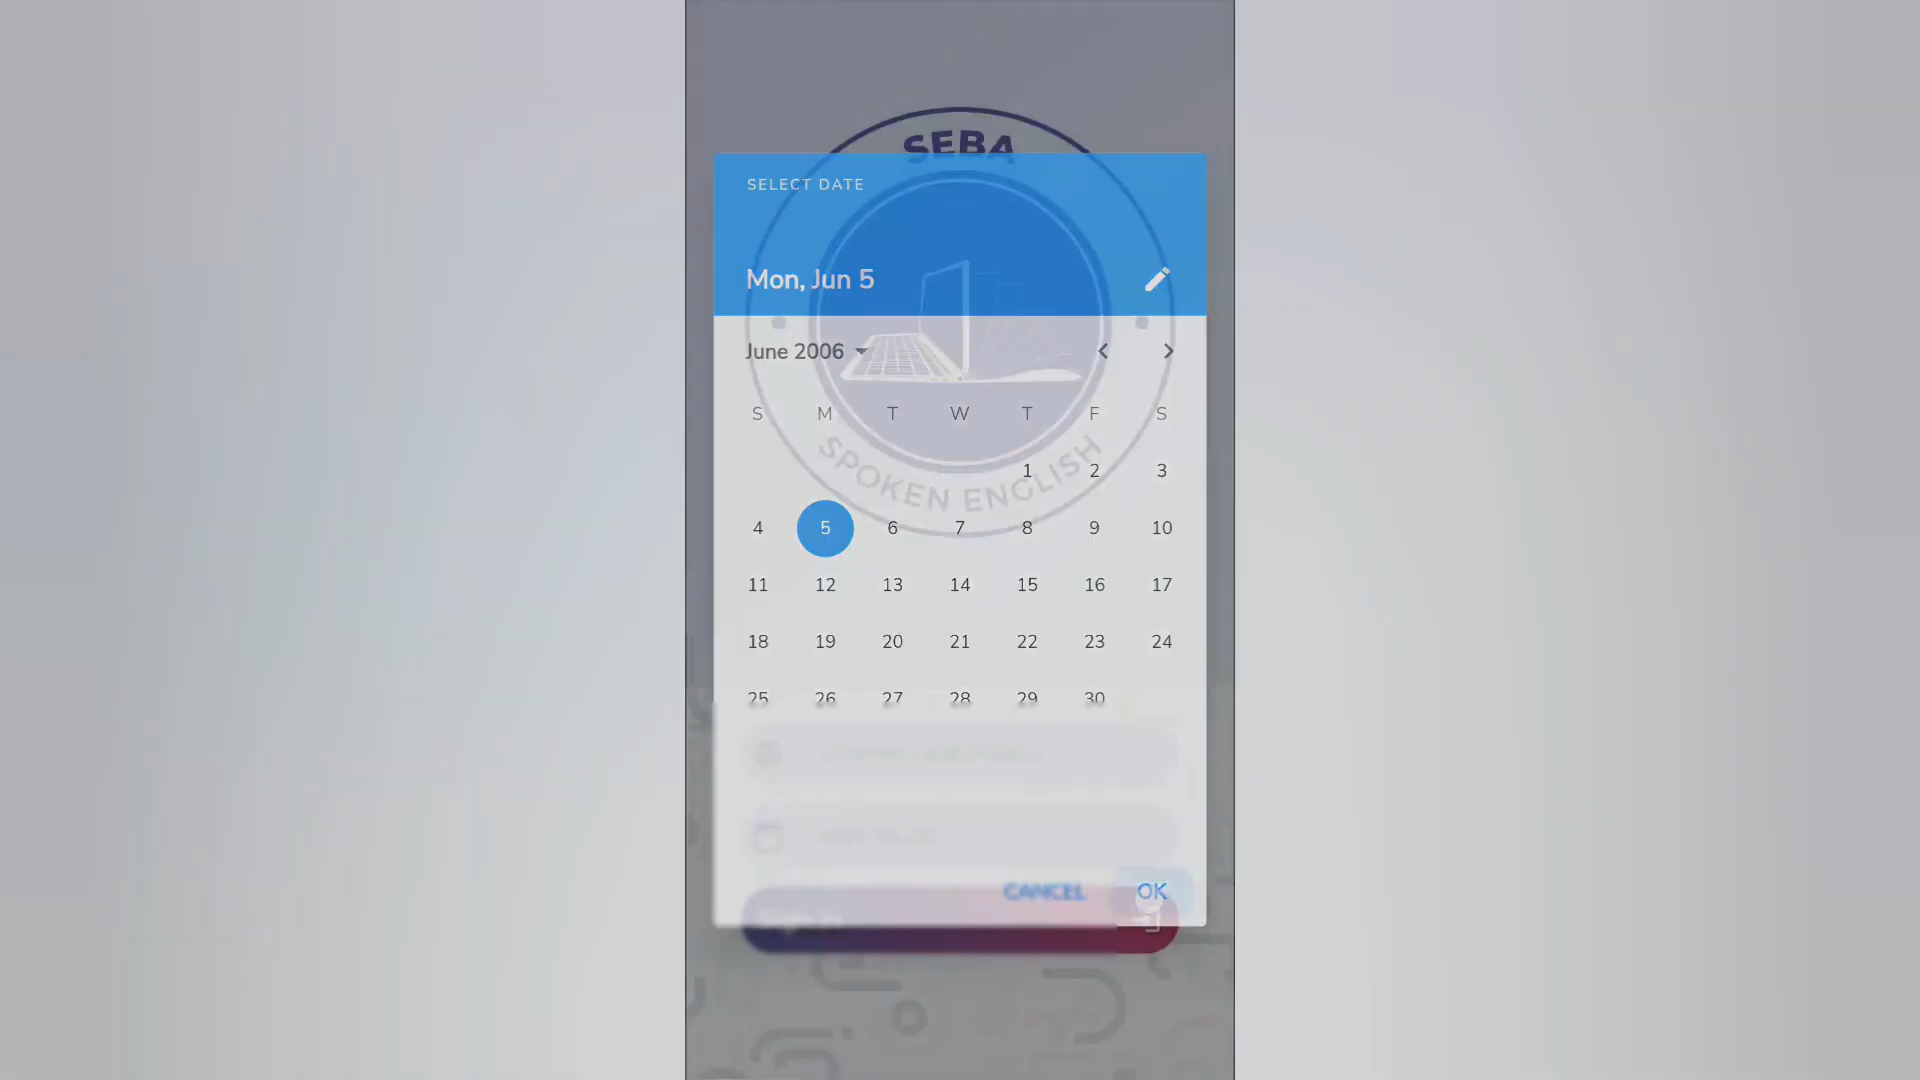 SEBA
SELECT DATE
Mon, Jun 5
June 2006
S M T W T F S
1 2 3
4 5 6 7 8 9 10
11 12 13 14 15 16 17
18 19 20 21 22 23 24
25 26 27 28 29 30
SPOKEN ENGLISH
CANCEL OK